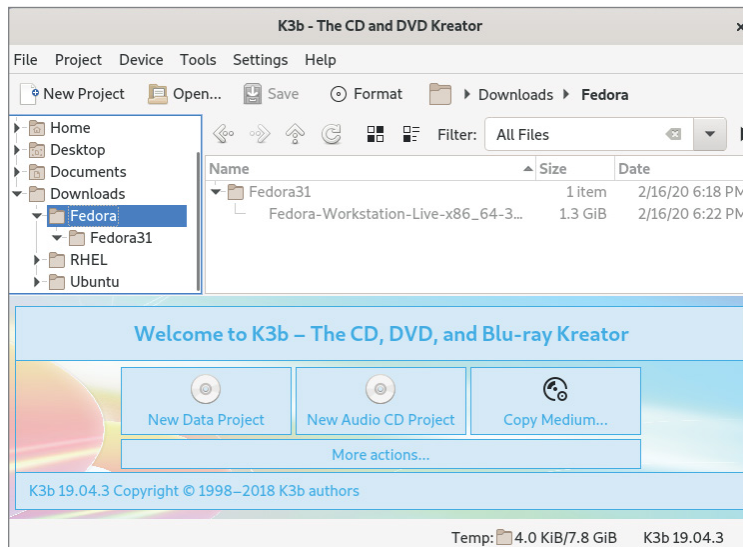 K3b - The CD and DVD Kreator
File Project Device Tools Settings Help
New Project Open... Save Format Downloads Fedora
Home
Desktop
Documents
Downloads
Fedora
Fedora31
RHEL
Ubuntu
Filter: All Files
Name Size Date
Fedora31 1 item 2/16/20 6:18 PM
Fedora-Workstation-Live-x86_64-3... 1.3 GiB 2/16/20 6:22 PM
Welcome to K3b – The CD, DVD, and Blu-ray Kreator
New Data Project New Audio CD Project Copy Medium...
More actions...
K3b 19.04.3 Copyright © 1998–2018 K3b authors
Temp: 4.0 KiB/7.8 GiB K3b 19.04.3